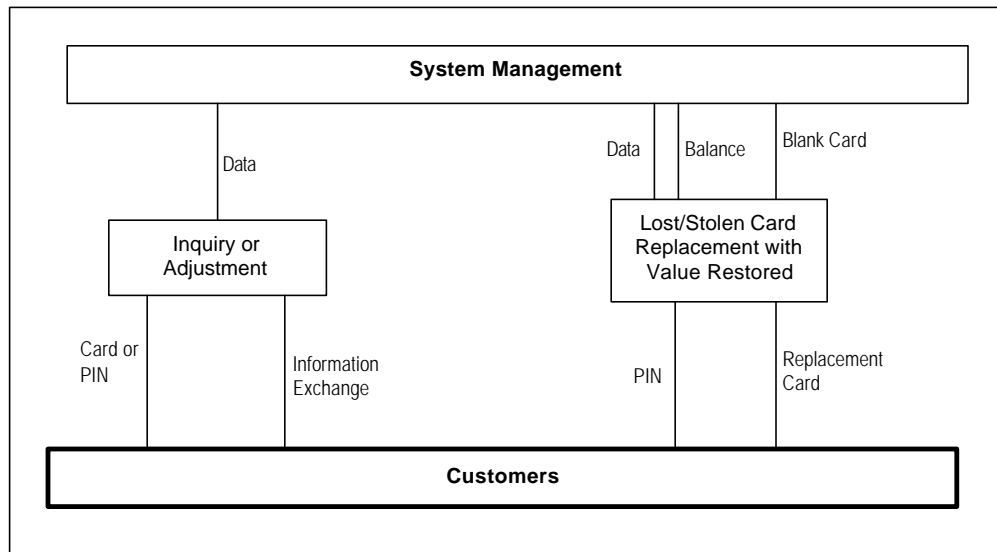 System Management
Data
Data
Balance
Blank Card
Inquiry or
Adjustment
Lost/Stolen Card
Replacement with
Value Restored
Card or
PIN
Information
Exchange
PIN
Replacement
Card
Customers